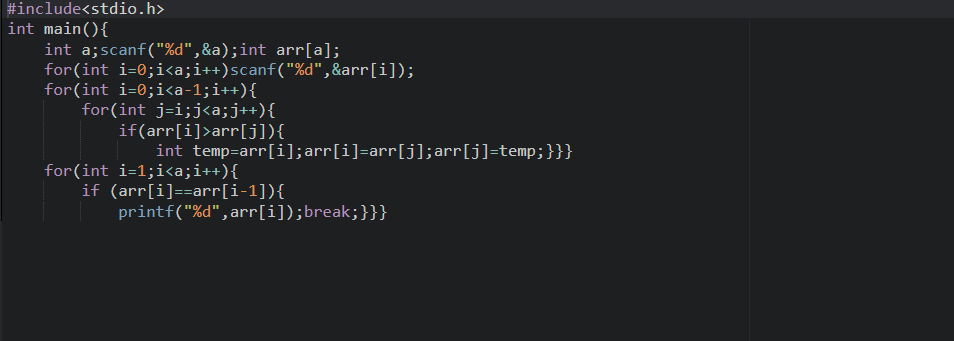 #include<stdio.h>
int main(){
    int a;scanf("%d",&a);int arr[a];
    for(int i=0;i<a;i++)scanf("%d",&arr[i]);
    for(int i=0;i<a-1;i++){
        for(int j=i;j<a;j++){
            if(arr[i]>arr[j]){
                int temp=arr[i];arr[i]=arr[j];arr[j]=temp;}}}
    for(int i=1;i<a;i++){
        if (arr[i]==arr[i-1]){
            printf("%d",arr[i]);break;}}}